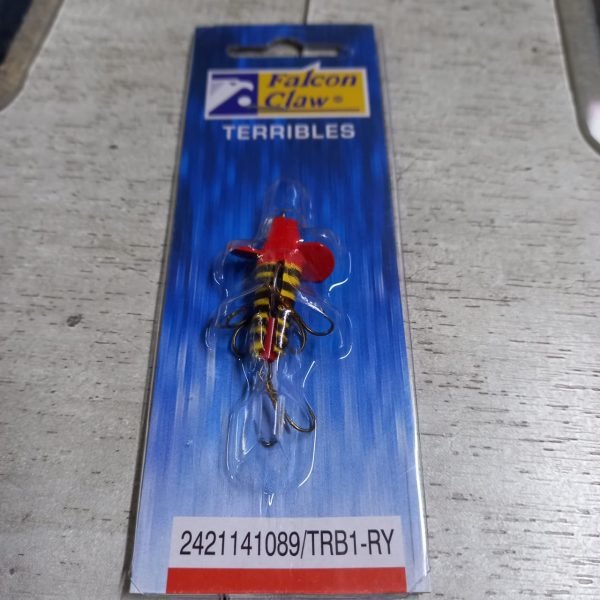 Falcon
Claw®
TERRIBLES
2421141089/TRB1-RY